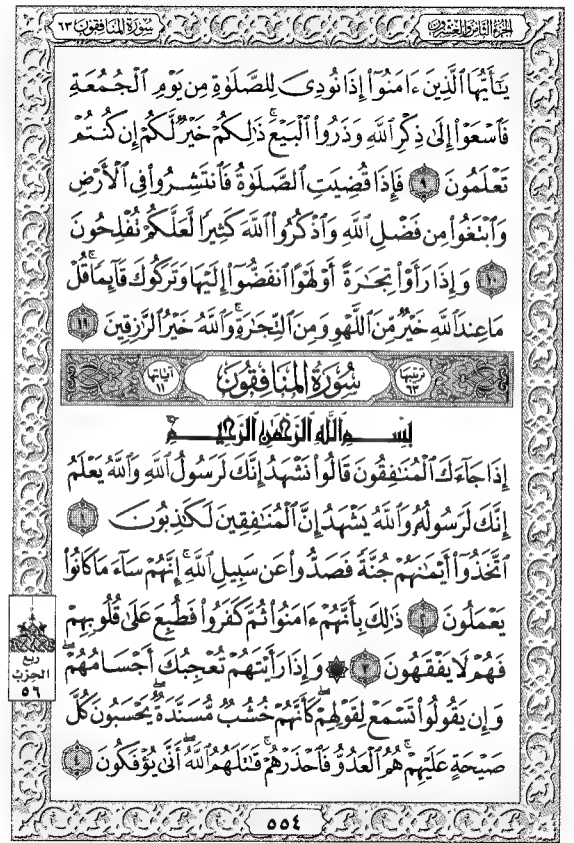 الجزء الثامن والعشرون
سورة المنافقون ٦٣
يَٰٓأَيُّهَا ٱلَّذِينَ ءَامَنُوٓا۟ إِذَا نُودِىَ لِلصَّلَوٰةِ مِن يَوْمِ ٱلْجُمُعَةِ
فَٱسْعَوْا۟ إِلَىٰ ذِكْرِ ٱللَّهِ وَذَرُوا۟ ٱلْبَيْعَ ۚ ذَٰلِكُمْ خَيْرٌ لَّكُمْ إِن كُنتُمْ
تَعْلَمُونَ ٩ فَإِذَا قُضِيَتِ ٱلصَّلَوٰةُ فَٱنتَشِرُوا۟ فِى ٱلْأَرْضِ
وَٱبْتَغُوا۟ مِن فَضْلِ ٱللَّهِ وَٱذْكُرُوا۟ ٱللَّهَ كَثِيرًا لَّعَلَّكُمْ تُفْلِحُونَ
١٠ وَإِذَا رَأَوْا۟ تِجَٰرَةً أَوْ لَهْوًا ٱنفَضُّوٓا۟ إِلَيْهَا وَتَرَكُوكَ قَآئِمًا ۚ قُلْ
مَا عِندَ ٱللَّهِ خَيْرٌ مِّنَ ٱللَّهْوِ وَمِنَ ٱلتِّجَٰرَةِ ۚ وَٱللَّهُ خَيْرُ ٱلرَّٰزِقِينَ ١١
ترتيبها ٦٣ سُورَةُ المُنَافِقُونَ آياتها ١١
بِسْمِ ٱللَّهِ ٱلرَّحْمَٰنِ ٱلرَّحِيمِ
إِذَا جَآءَكَ ٱلْمُنَٰفِقُونَ قَالُوا۟ نَشْهَدُ إِنَّكَ لَرَسُولُ ٱللَّهِ ۗ وَٱللَّهُ يَعْلَمُ
إِنَّكَ لَرَسُولُهُۥ وَٱللَّهُ يَشْهَدُ إِنَّ ٱلْمُنَٰفِقِينَ لَكَٰذِبُونَ ١
ٱتَّخَذُوٓا۟ أَيْمَٰنَهُمْ جُنَّةً فَصَدُّوا۟ عَن سَبِيلِ ٱللَّهِ ۚ إِنَّهُمْ سَآءَ مَا كَانُوا۟
يَعْمَلُونَ ٢ ذَٰلِكَ بِأَنَّهُمْ ءَامَنُوا۟ ثُمَّ كَفَرُوا۟ فَطُبِعَ عَلَىٰ قُلُوبِهِمْ
فَهُمْ لَا يَفْقَهُونَ ٣ ۞ وَإِذَا رَأَيْتَهُمْ تُعْجِبُكَ أَجْسَامُهُمْ ۖ
وَإِن يَقُولُوا۟ تَسْمَعْ لِقَوْلِهِمْ ۖ كَأَنَّهُمْ خُشُبٌ مُّسَنَّدَةٌ ۖ يَحْسَبُونَ كُلَّ
صَيْحَةٍ عَلَيْهِمْ ۚ هُمُ ٱلْعَدُوُّ فَٱحْذَرْهُمْ ۚ قَٰتَلَهُمُ ٱللَّهُ ۖ أَنَّىٰ يُؤْفَكُونَ ٤
ربع
الحزب
٥٦
٥٥٤